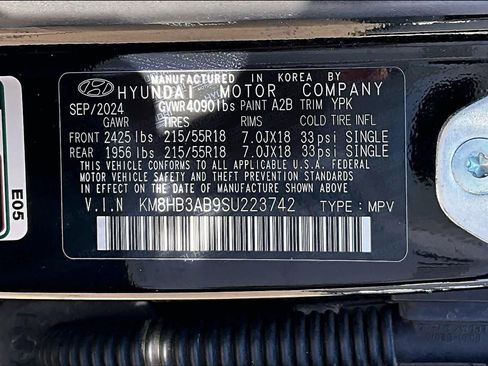 MANUFACTURED IN KOREA BY
HYUNDAI MOTOR COMPANY
SEP/2024 GVWR 4090lbs PAINT A2B TRIM YPK
GAWR TIRES RIMS COLD TIRE INFL
FRONT 2425 lbs 215/55R18 7.0JX18 33psi SINGLE
REAR 1956 lbs 215/55R18 7.0JX18 33psi SINGLE
THIS VEHICLE CONFORMS TO ALL APPLICABLE U.S. FEDERAL
MOTOR VEHICLE SAFETY AND THEFT PREVENTION STANDARDS
IN EFFECT ON THE DATE OF MANUFACTURE SHOWN ABOVE.
V.I.N KM8HB3AB9SU223742 TYPE: MPV
E05